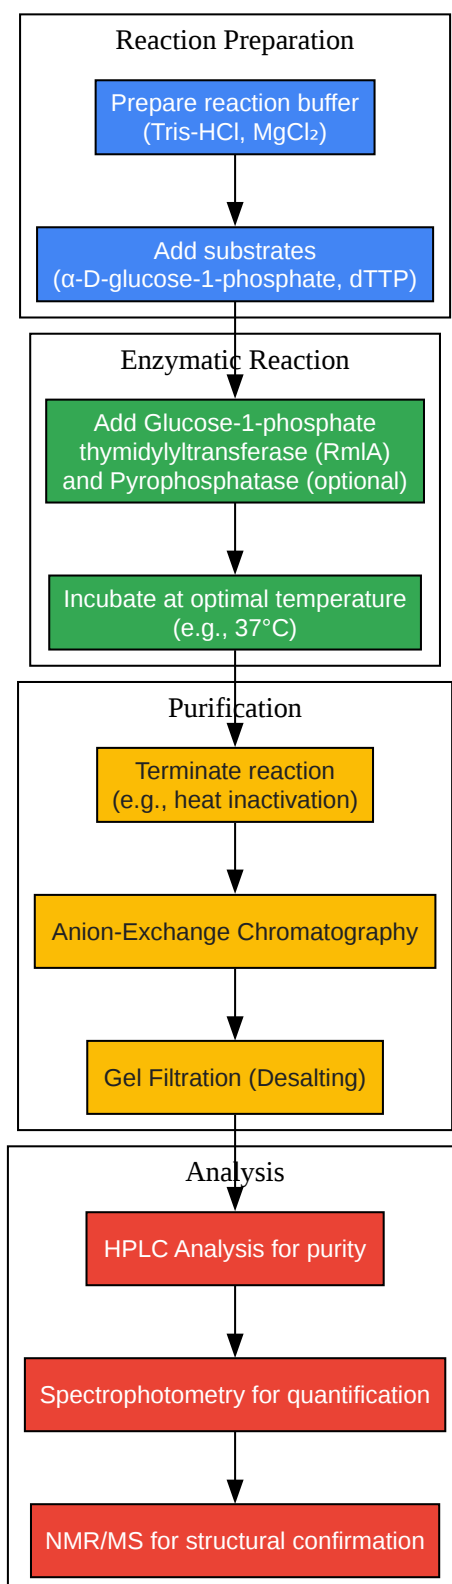 Reaction Preparation
Prepare reaction buffer
(Tris-HCl, MgCl₂)
Add substrates
(α-D-glucose-1-phosphate, dTTP)
Enzymatic Reaction
Add Glucose-1-phosphate
thymidylyltransferase (RmlA)
and Pyrophosphatase (optional)
Incubate at optimal temperature
(e.g., 37°C)
Purification
Terminate reaction
(e.g., heat inactivation)
Anion-Exchange Chromatography
Gel Filtration (Desalting)
Analysis
HPLC Analysis for purity
Spectrophotometry for quantification
NMR/MS for structural confirmation